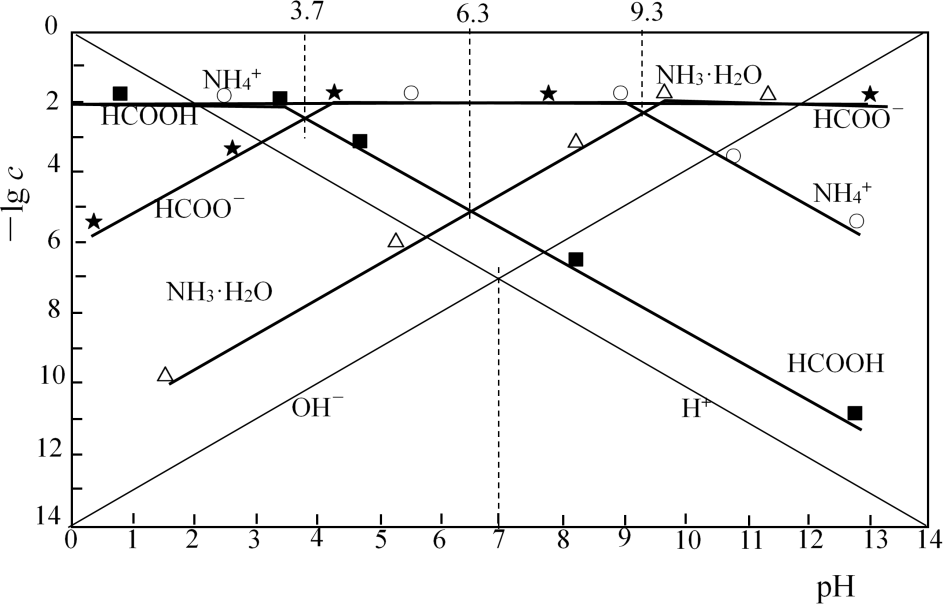 3.7 6.3 9.3
0
NH₄⁺ NH₃·H₂O
2
HCOOH HCOO⁻
4
NH₄⁺
HCOO⁻
−lg c
6
NH₃·H₂O
8
HCOOH
10
OH⁻ H⁺
12
14
0 1 2 3 4 5 6 7 8 9 10 11 12 13 14
pH